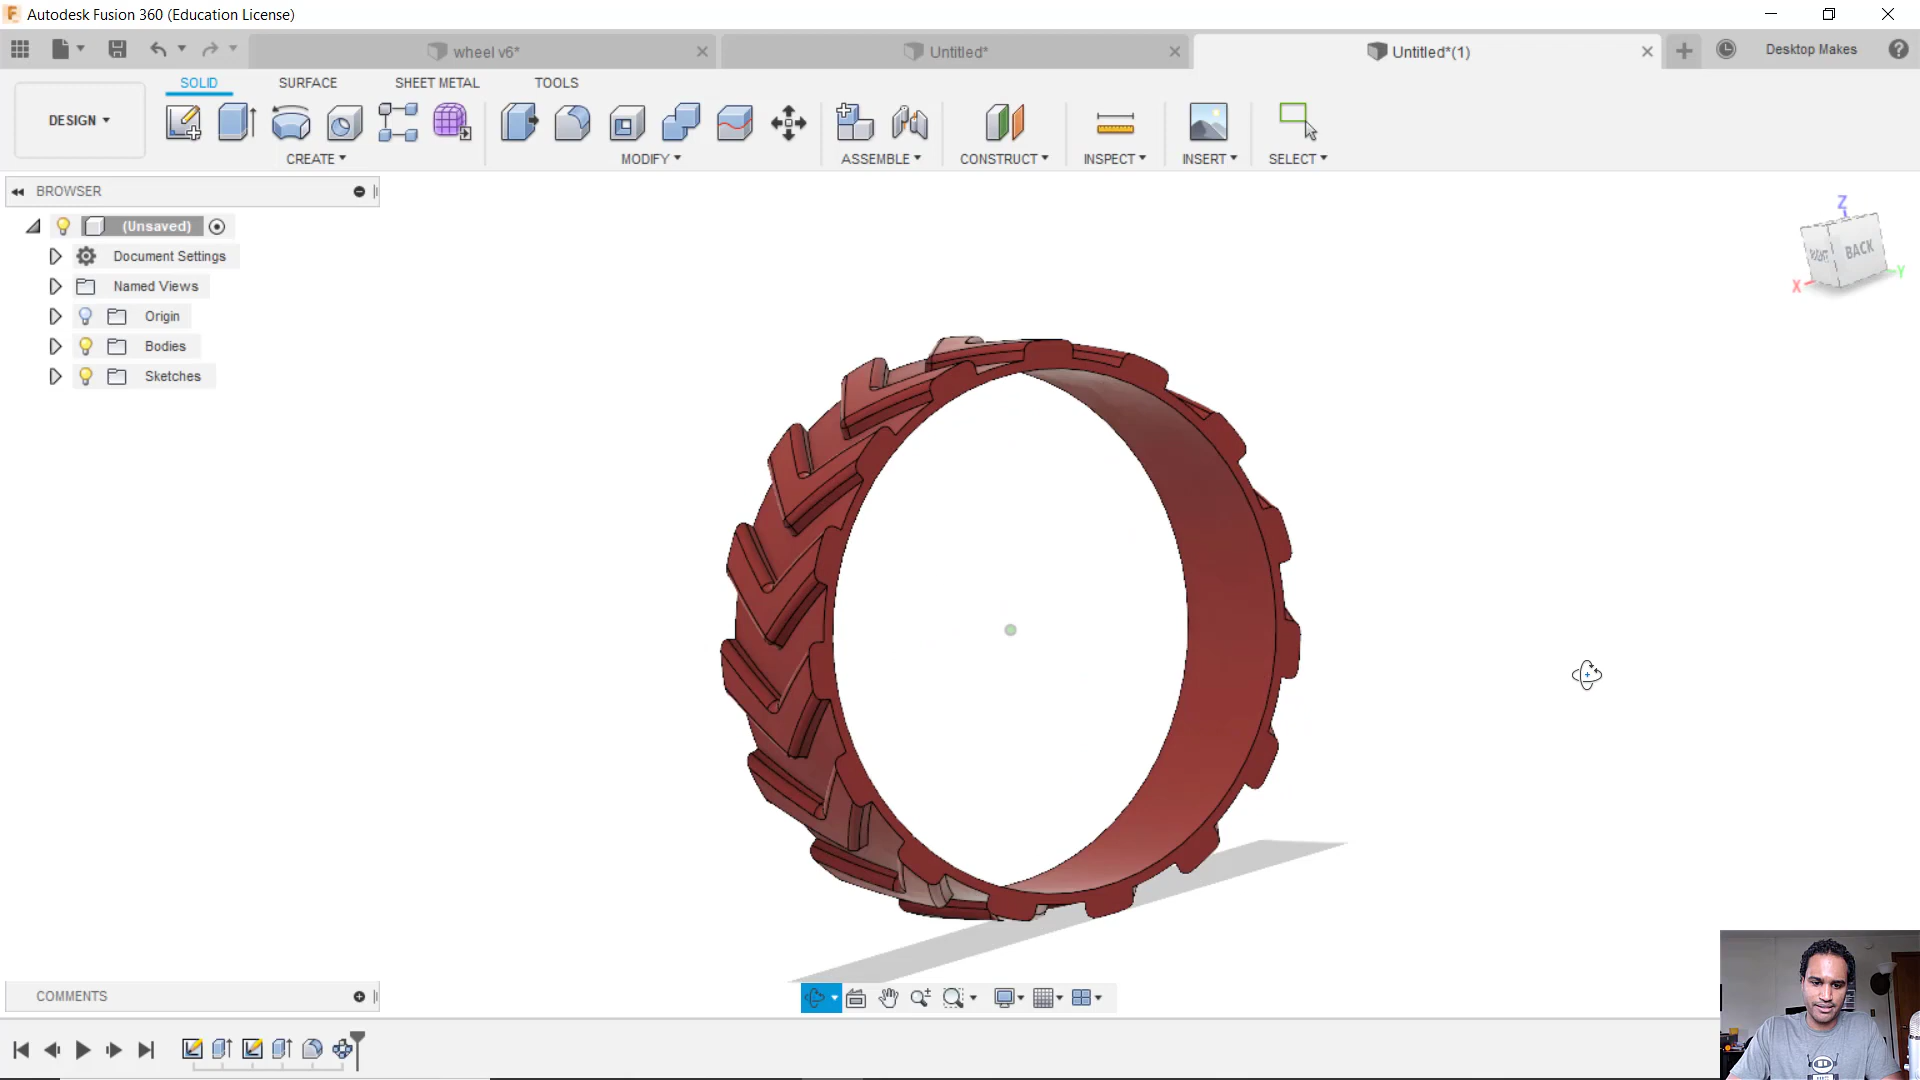 Autodesk Fusion 360 (Education License)
wheel v6*
Untitled*
Untitled*(1)
Desktop Makes
DESIGN
SOLID
SURFACE
SHEET METAL
TOOLS
CREATE
MODIFY
ASSEMBLE
CONSTRUCT
INSPECT
INSERT
SELECT
BROWSER
(Unsaved)
Document Settings
Named Views
Origin
Bodies
Sketches
Z
RIGHT
BACK
X
Y
COMMENTS